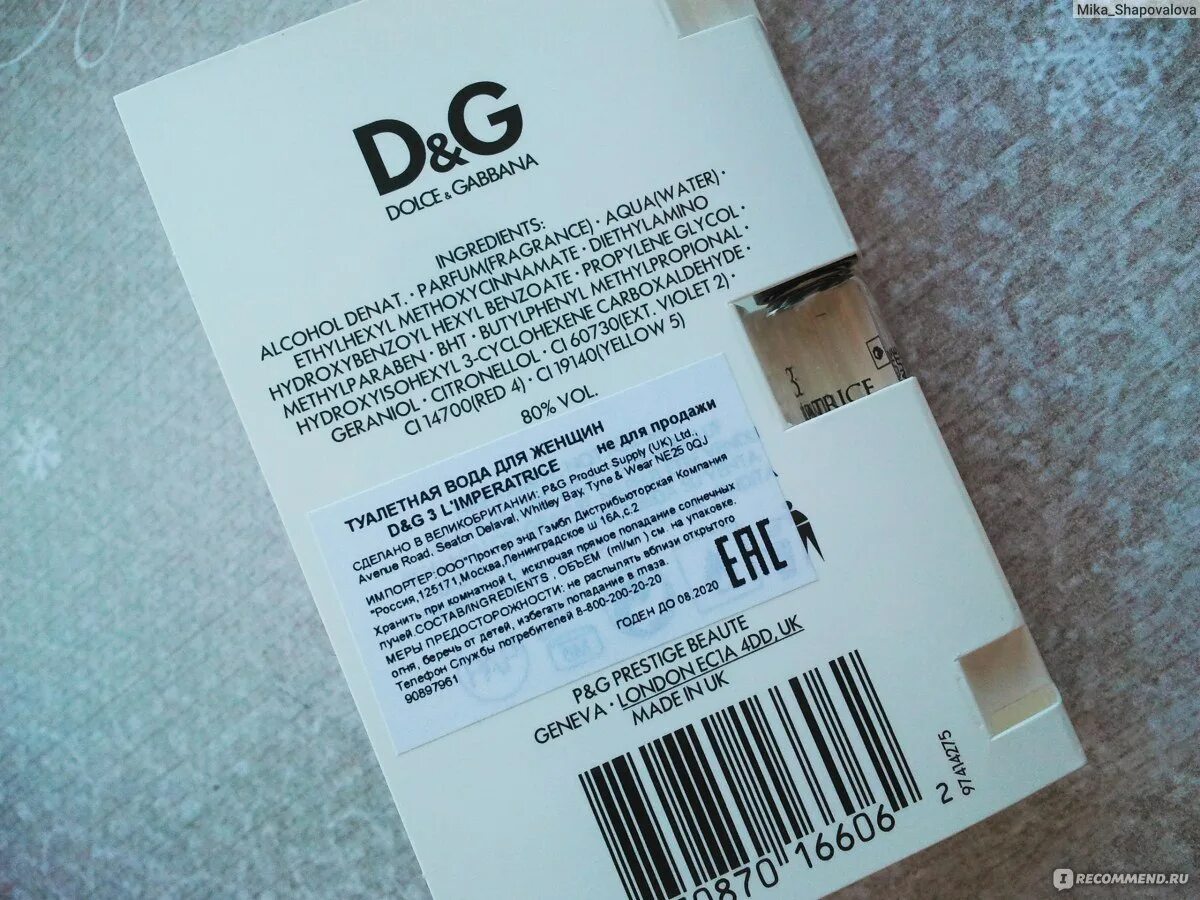 Mika_Shapovalova
D&G
DOLCE & GABBANA
INGREDIENTS:
ALCOHOL DENAT. · PARFUM(FRAGRANCE) · AQUA(WATER) ·
ETHYLHEXYL METHOXYCINNAMATE · DIETHYLAMINO
HYDROXYBENZOYL HEXYL BENZOATE · PROPYLENE GLYCOL ·
METHYLPARABEN · BHT · BUTYLPHENYL METHYLPROPIONAL ·
HYDROXYISOHEXYL 3-CYCLOHEXENE CARBOXALDEHYDE ·
GERANIOL · CITRONELLOL · CI 60730(EXT. VIOLET 2) ·
CI 14700(RED 4) · CI 19140(YELLOW 5)
80% VOL.
3
ТУАЛЕТНАЯ ВОДА ДЛЯ ЖЕНЩИН
D&G 3 L'IMPERATRICE не для продажи
СДЕЛАНО В ВЕЛИКОБРИТАНИИ: P&G Product Supply (UK) Ltd.,
Avenue Road, Seaton Delaval, Whitley Bay, Tyne & Wear NE25 0QJ
ИМПОРТЕР:ООО"Проктер энд Гэмбл Дистрибьюторская Компания
"Россия,125171,Москва,Ленинградское ш 16А,с.2
Хранить при комнатной t, исключая прямое попадание солнечных
лучей.СОСТАВ/INGREDIENTS , ОБЪЕМ (ml/мл ) см. на упаковке.
МЕРЫ ПРЕДОСТОРОЖНОСТИ: не распылять вблизи открытого
огня, беречь от детей, избегать попадание в глаза.
Телефон Службы потребителей 8-800-200-20-20
90897961
ГОДЕН ДО 08.2020
EAC
P&G PRESTIGE BEAUTE
GENEVA · LONDON EC1A 4DD, UK
MADE IN UK
0870 16606 2
97414275
IRECOMMEND.RU